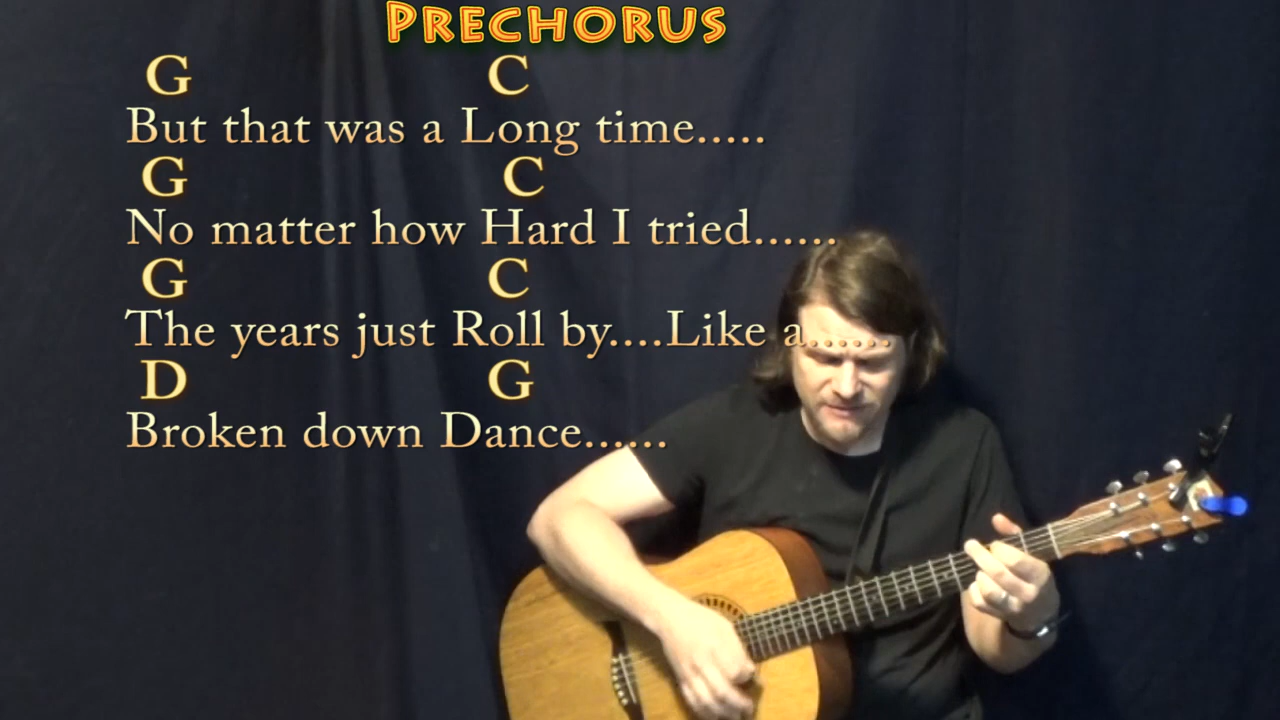 PRECHORUS
G C
But that was a Long time.....
G C
No matter how Hard I tried......
G C
The years just Roll by....Like a......
D G
Broken down Dance......